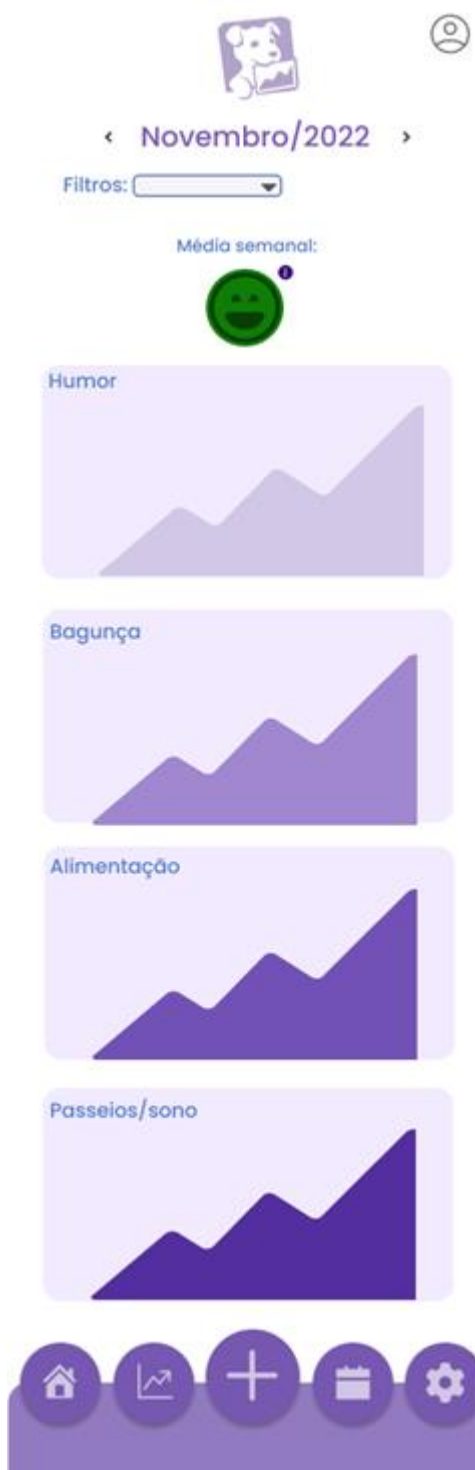 Novembro/2022
Filtros:
Média semanal:
i
Humor
Bagunça
Alimentação
Passeios/sono